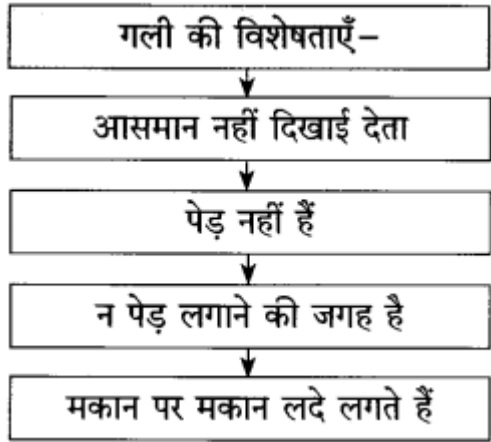 गली की विशेषताएँ–
आसमान नहीं दिखाई देता
पेड़ नहीं हैं
न पेड़ लगाने की जगह है
मकान पर मकान लदे लगते हैं